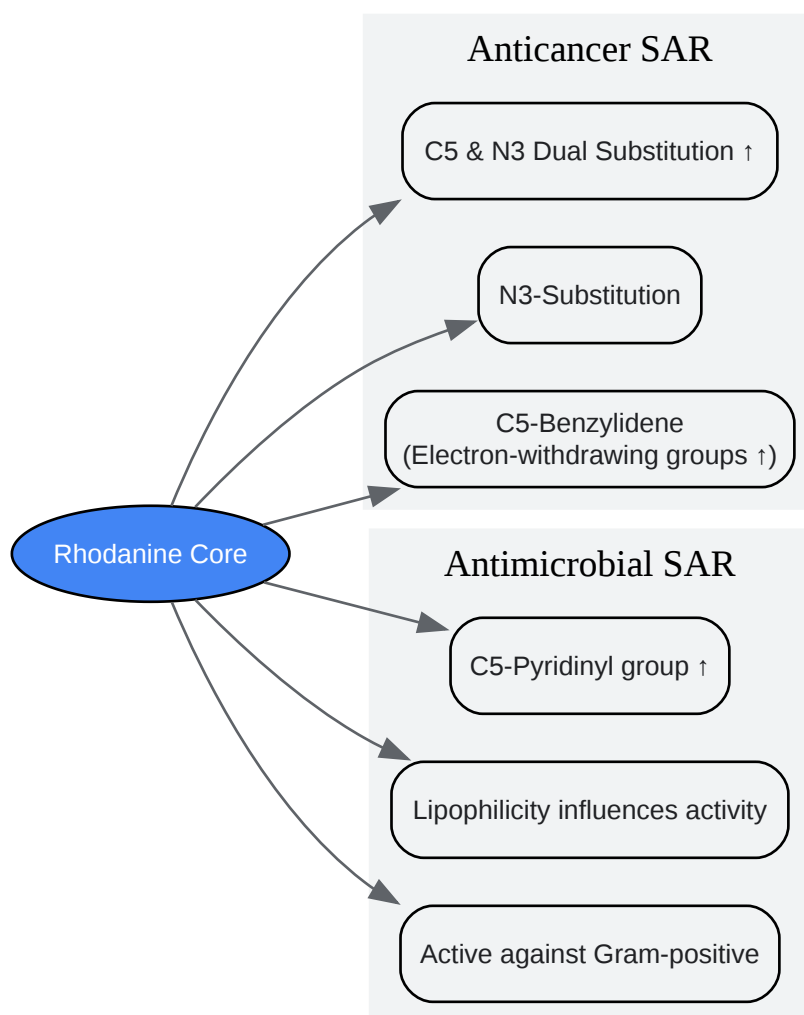 Anticancer SAR
C5 & N3 Dual Substitution ↑
N3-Substitution
C5-Benzylidene
(Electron-withdrawing groups ↑)
Rhodanine Core
Antimicrobial SAR
C5-Pyridinyl group ↑
Lipophilicity influences activity
Active against Gram-positive